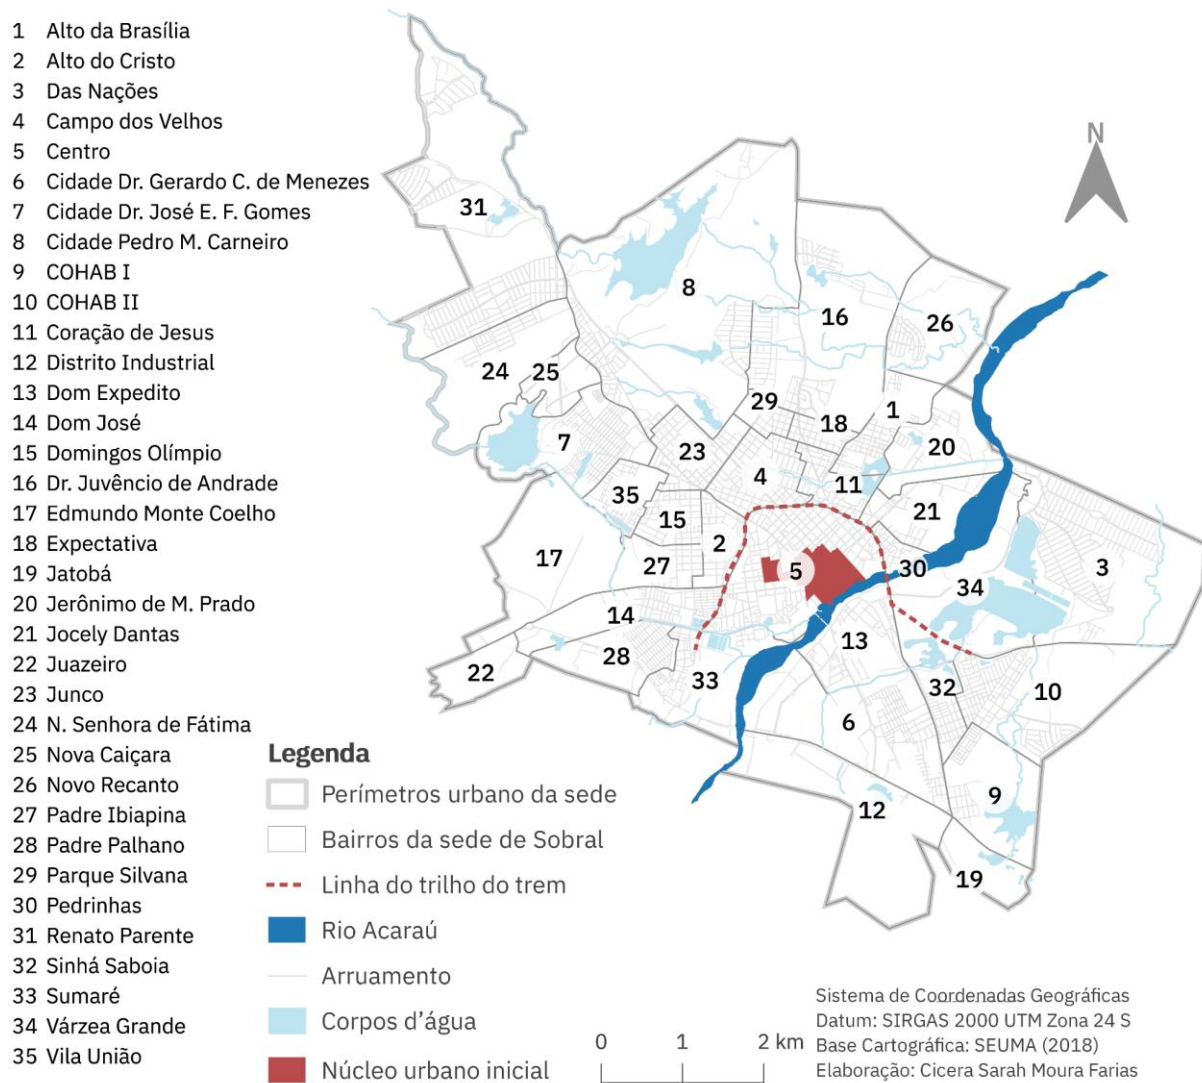 1 Alto da Brasília
2 Alto do Cristo
3 Das Nações
4 Campo dos Velhos
5 Centro
6 Cidade Dr. Gerardo C. de Menezes
7 Cidade Dr. José E. F. Gomes
8 Cidade Pedro M. Carneiro
9 COHAB I
10 COHAB II
11 Coração de Jesus
12 Distrito Industrial
13 Dom Expedito
14 Dom José
15 Domingos Olímpio
16 Dr. Juvêncio de Andrade
17 Edmundo Monte Coelho
18 Expectativa
19 Jatobá
20 Jerônimo de M. Prado
21 Jocely Dantas
22 Juazeiro
23 Junco
24 N. Senhora de Fátima
25 Nova Caiçara
26 Novo Recanto
27 Padre Ibiapina
28 Padre Palhano
29 Parque Silvana
30 Pedrinhas
31 Renato Parente
32 Sinhá Saboia
33 Sumaré
34 Várzea Grande
35 Vila União
N
31
8
16
26
24
25
29
1
18
7
23
20
4
11
35
21
15
2
17
27
5
30
3
34
14
13
28
22
33
32
10
6
9
12
19
Legenda
Perímetros urbano da sede
Bairros da sede de Sobral
Linha do trilho do trem
Rio Acaraú
Arruamento
Corpos d'água
Núcleo urbano inicial
0 1 2 km
Sistema de Coordenadas Geográficas
Datum: SIRGAS 2000 UTM Zona 24 S
Base Cartográfica: SEUMA (2018)
Elaboração: Cicera Sarah Moura Farias